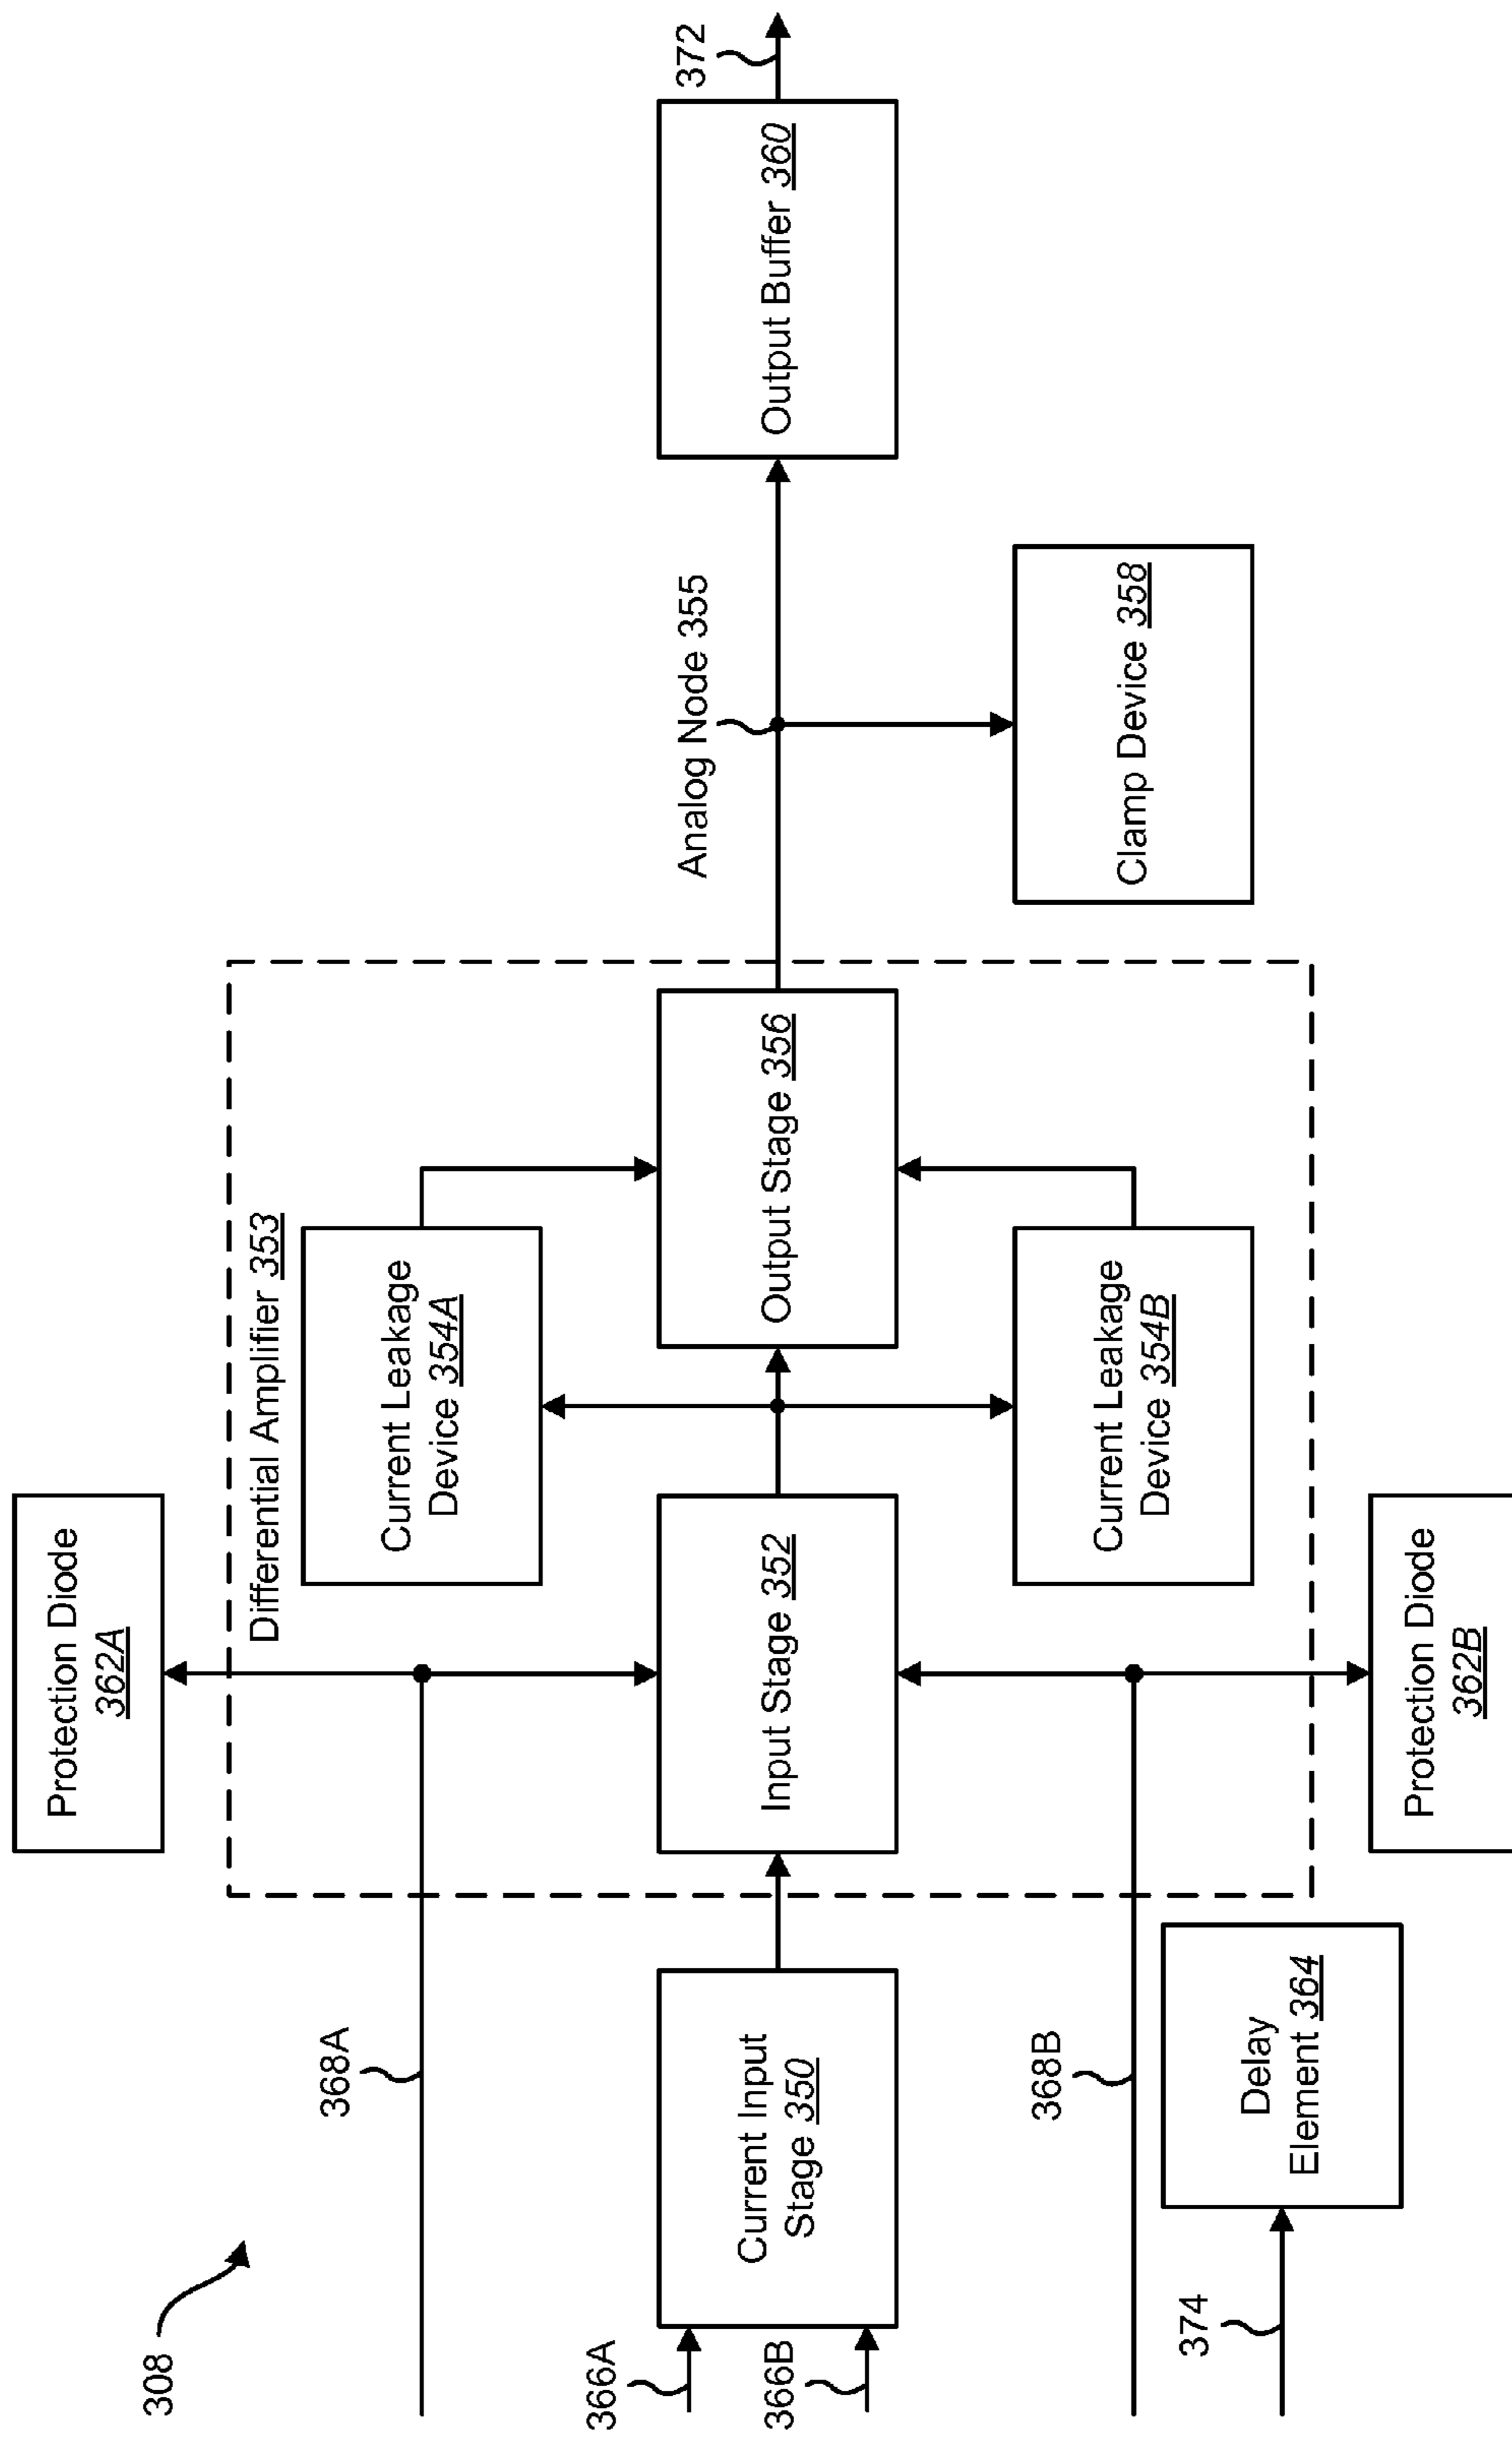 308
Protection Diode
362A
Differential Amplifier 353
368A
Current Leakage
Device 354A
366A
366B
Current Input
Stage 350
Input Stage 352
Output Stage 356
Analog Node 355
Output Buffer 360
372
368B
Current Leakage
Device 354B
Clamp Device 358
374
Delay
Element 364
Protection Diode
362B